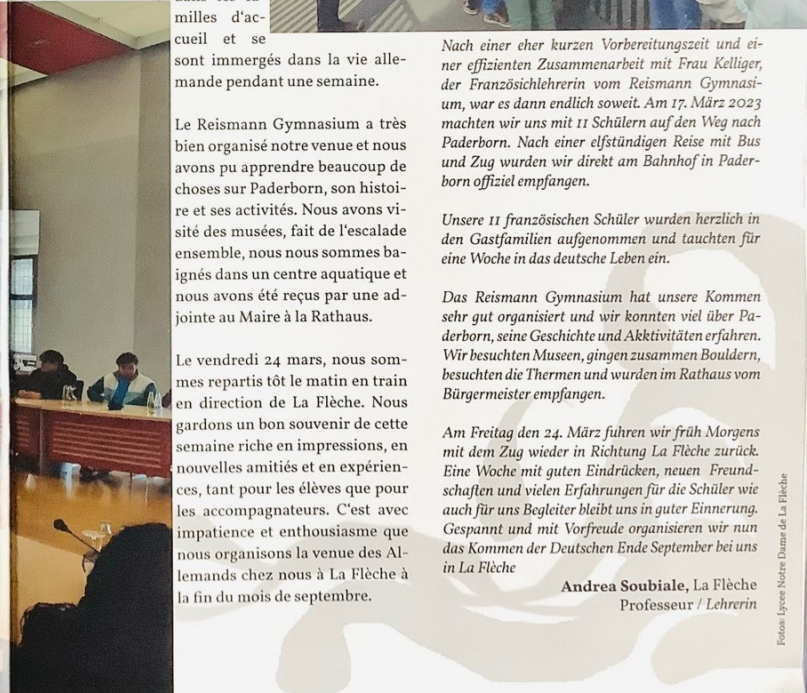 milles d'ac-
cueil et se
sont immergés dans la vie alle-
mande pendant une semaine.
Le Reismann Gymnasium a très
bien organisé notre venue et nous
avons pu apprendre beaucoup de
choses sur Paderborn, son histoi-
re et ses activités. Nous avons vi-
sité des musées, fait de l'escalade
ensemble, nous nous sommes ba-
ignés dans un centre aquatique et
nous avons été reçus par une ad-
jointe au Maire à la Rathaus.
Le vendredi 24 mars, nous som-
mes repartis tôt le matin en train
en direction de La Flèche. Nous
gardons un bon souvenir de cette
semaine riche en impressions, en
nouvelles amitiés et en expérien-
ces, tant pour les élèves que pour
les accompagnateurs. C'est avec
impatience et enthousiasme que
nous organisons la venue des Al-
lemands chez nous à La Flèche à
la fin du mois de septembre.
Nach einer eher kurzen Vorbereitungszeit und ei-
ner effizienten Zusammenarbeit mit Frau Kelliger,
der Französichlehrerin vom Reismann Gymnasi-
um, war es dann endlich soweit. Am 17. März 2023
machten wir uns mit 11 Schülern auf den Weg nach
Paderborn. Nach einer elfstündigen Reise mit Bus
und Zug wurden wir direkt am Bahnhof in Pader-
born offiziel empfangen.
Unsere 11 französischen Schüler wurden herzlich in
den Gastfamilien aufgenommen und tauchten für
eine Woche in das deutsche Leben ein.
Das Reismann Gymnasium hat unsere Kommen
sehr gut organisiert und wir konnten viel über Pa-
derborn, seine Geschichte und Akktivitäten erfahren.
Wir besuchten Museen, gingen zusammen Bouldern,
besuchten die Thermen und wurden im Rathaus vom
Bürgermeister empfangen.
Am Freitag den 24. März fuhren wir früh Morgens
mit dem Zug wieder in Richtung La Flèche zurück.
Eine Woche mit guten Eindrücken, neuen Freund-
schaften und vielen Erfahrungen für die Schüler wie
auch für uns Begleiter bleibt uns in guter Einnerung.
Gespannt und mit Vorfreude organisieren wir nun
das Kommen der Deutschen Ende September bei uns
in La Flèche
Andrea Soubiale, La Flèche
Professeur / Lehrerin
Fotos: Lycee Notre Dame de La Flèche